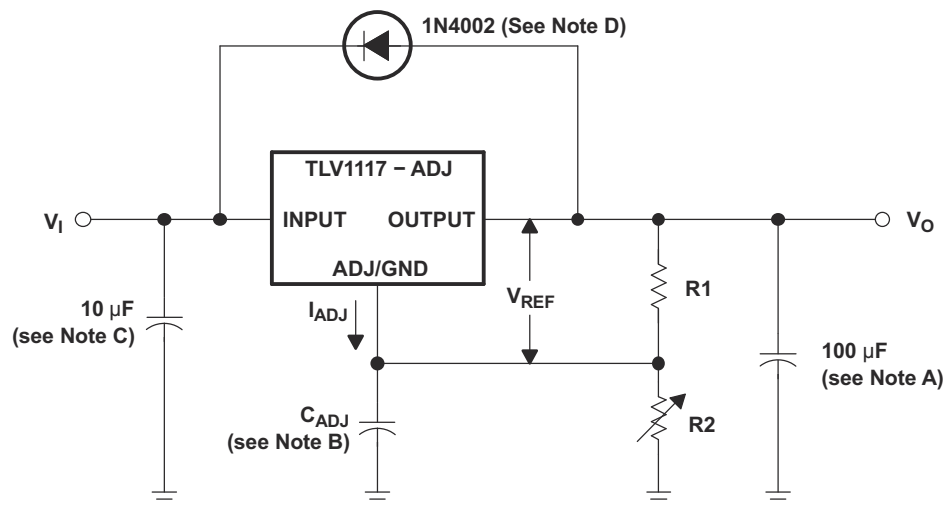 1N4002 (See Note D)
TLV1117 − ADJ
V_I
INPUT
OUTPUT
V_O
ADJ/GND
10 µF
(see Note C)
I_ADJ
V_REF
R1
100 µF
(see Note A)
C_ADJ
(see Note B)
R2